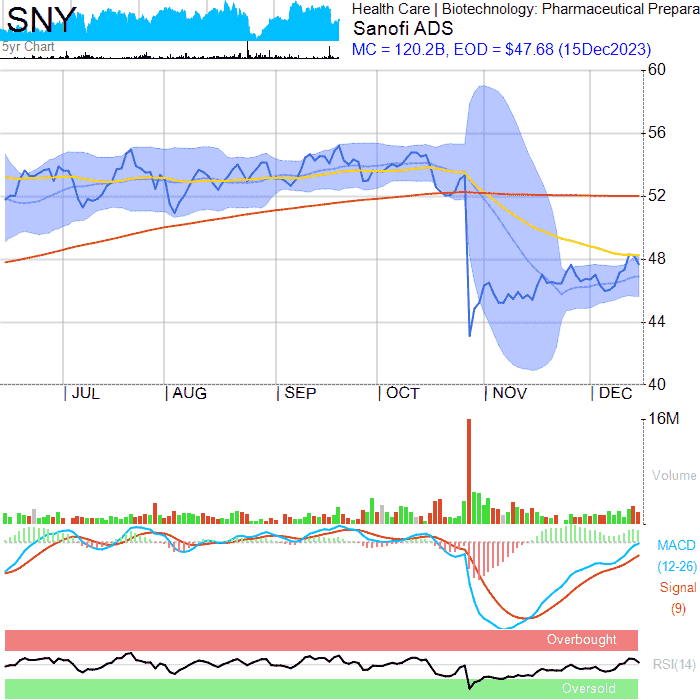 SNY
5yr Chart
Health Care | Biotechnology: Pharmaceutical Prepara
Sanofi ADS
MC = 120.2B, EOD = $47.68 (15Dec2023)
60
56
52
48
44
40
JUL AUG SEP OCT NOV DEC
16M
Volume
MACD
(12-26)
Signal
(9)
Overbought
RSI(14)
Oversold